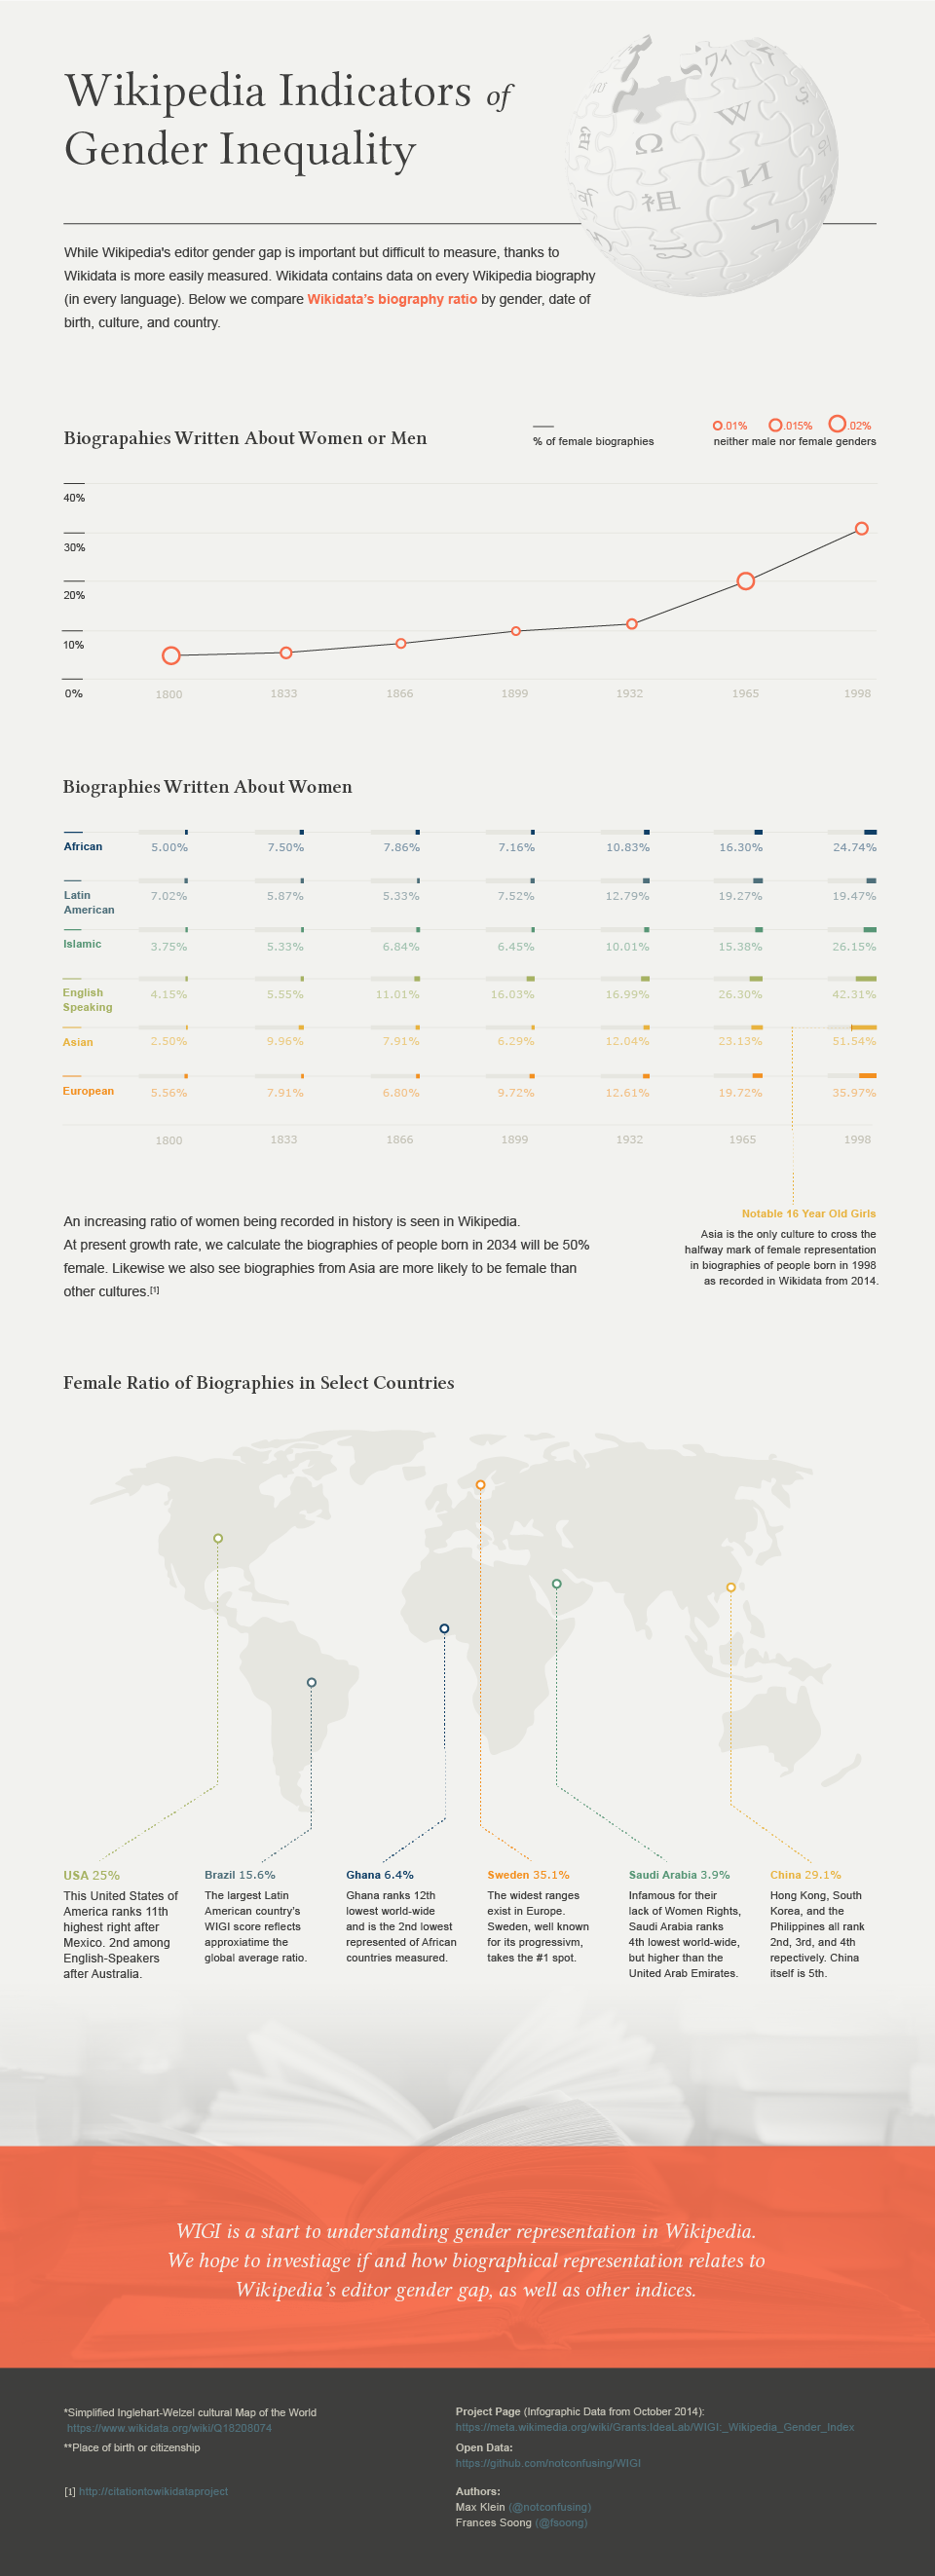 Wikipedia Indicators of
Gender Inequality
Ω
W
И
祖
While Wikipedia's editor gender gap is important but difficult to measure, thanks to
Wikidata is more easily measured. Wikidata contains data on every Wikipedia biography
(in every language). Below we compare Wikidata's biography ratio by gender, date of
birth, culture, and country.
Biograpahies Written About Women or Men
% of female biographies
.01% .015% .02%
neither male nor female genders
40%
30%
20%
10%
0%
1800 1833 1866 1899 1932 1965 1998
Biographies Written About Women
African 5.00% 7.50% 7.86% 7.16% 10.83% 16.30% 24.74%
Latin 7.02% 5.87% 5.33% 7.52% 12.79% 19.27% 19.47%
American
Islamic 3.75% 5.33% 6.84% 6.45% 10.01% 15.38% 26.15%
English 4.15% 5.55% 11.01% 16.03% 16.99% 26.30% 42.31%
Speaking
Asian 2.50% 9.96% 7.91% 6.29% 12.04% 23.13% 51.54%
European 5.56% 7.91% 6.80% 9.72% 12.61% 19.72% 35.97%
1800 1833 1866 1899 1932 1965 1998
An increasing ratio of women being recorded in history is seen in Wikipedia.
At present growth rate, we calculate the biographies of people born in 2034 will be 50%
female. Likewise we also see biographies from Asia are more likely to be female than
other cultures.[1]
Notable 16 Year Old Girls
Asia is the only culture to cross the
halfway mark of female representation
in biographies of people born in 1998
as recorded in Wikidata from 2014.
Female Ratio of Biographies in Select Countries
USA 25%
This United States of
America ranks 11th
highest right after
Mexico. 2nd among
English-Speakers
after Australia.
Brazil 15.6%
The largest Latin
American country's
WIGI score reflects
approxiatime the
global average ratio.
Ghana 6.4%
Ghana ranks 12th
lowest world-wide
and is the 2nd lowest
represented of African
countries measured.
Sweden 35.1%
The widest ranges
exist in Europe.
Sweden, well known
for its progressivm,
takes the #1 spot.
Saudi Arabia 3.9%
Infamous for their
lack of Women Rights,
Saudi Arabia ranks
4th lowest world-wide,
but higher than the
United Arab Emirates.
China 29.1%
Hong Kong, South
Korea, and the
Philippines all rank
2nd, 3rd, and 4th
repectively. China
itself is 5th.
WIGI is a start to understanding gender representation in Wikipedia.
We hope to investiage if and how biographical representation relates to
Wikipedia's editor gender gap, as well as other indices.
*Simplified Inglehart-Welzel cultural Map of the World
https://www.wikidata.org/wiki/Q18208074
**Place of birth or citizenship
[1] http://citationtowikidataproject
Project Page (Infographic Data from October 2014):
https://meta.wikimedia.org/wiki/Grants:IdeaLab/WIGI:_Wikipedia_Gender_Index
Open Data:
https://github.com/notconfusing/WIGI
Authors:
Max Klein (@notconfusing)
Frances Soong (@fsoong)